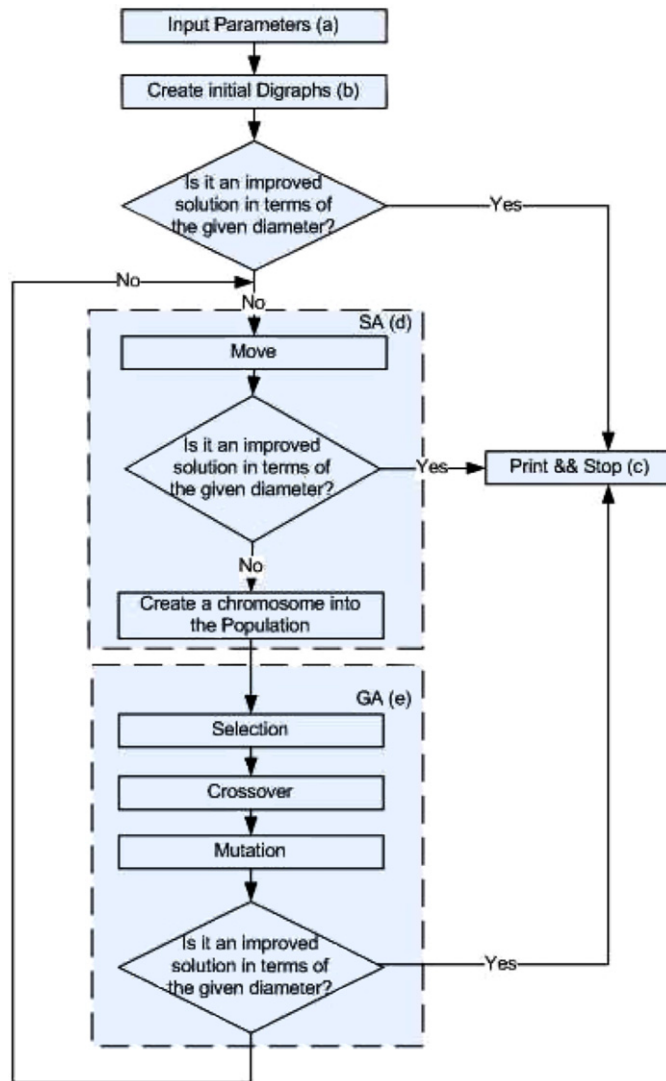 Input Parameters (a)
Create initial Digraphs (b)
Is it an improved
solution in terms of
the given diameter?
Yes
No
No
SA (d)
Move
Is it an improved
solution in terms of
the given diameter?
Yes
Print && Stop (c)
No
Create a chromosome into
the Population
GA (e)
Selection
Crossover
Mutation
Is it an improved
solution in terms of
the given diameter?
Yes